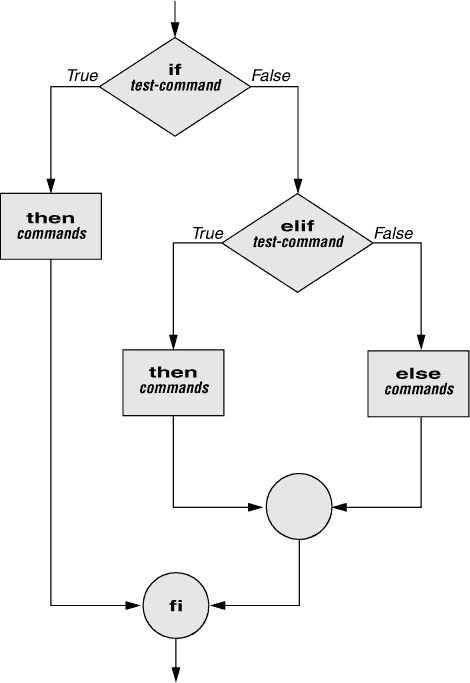 if
test-command
True
False
then
commands
elif
test-command
True
False
then
commands
else
commands
fi